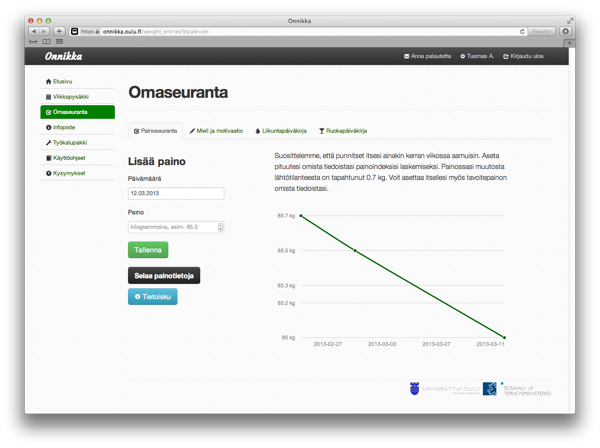 Onnikka
https onnikka.oulu.fi/weight_entries?locale=en
Reader
Onnikka
Anna palautetta
Tuomas A.
Kirjaudu ulos
Etusivu
Viikkopysäkki
Omaseuranta
Infopiste
Työkalupakki
Käyttöohjeet
Kysymykset
Omaseuranta
Painoseuranta
Mieli ja motivaatio
Liikuntapäiväkirja
Ruokapäiväkirja
Lisää paino
Päivämäärä
12.03.2013
Paino
kilogrammoina, esim. 85.5
Tallenna
Selaa painotietoja
Tietoisku
Suosittelemme, että punnitset itsesi ainakin kerran viikossa aamuisin. Aseta
pituutesi omista tiedoistasi painoindeksisi laskemiseksi. Painossasi muutosta
lähtötilanteesta on tapahtunut 0.7 kg. Voit asettaa itsellesi myös tavoitepainon
omista tiedoistasi.
85.7 kg
85.5 kg
85.3 kg
85.2 kg
85 kg
2013-02-27
2013-03-03
2013-03-07
2013-03-11
UNIVERSITY of OULU
SOSIAALI- JA
TERVEYSMINISTERIÖ